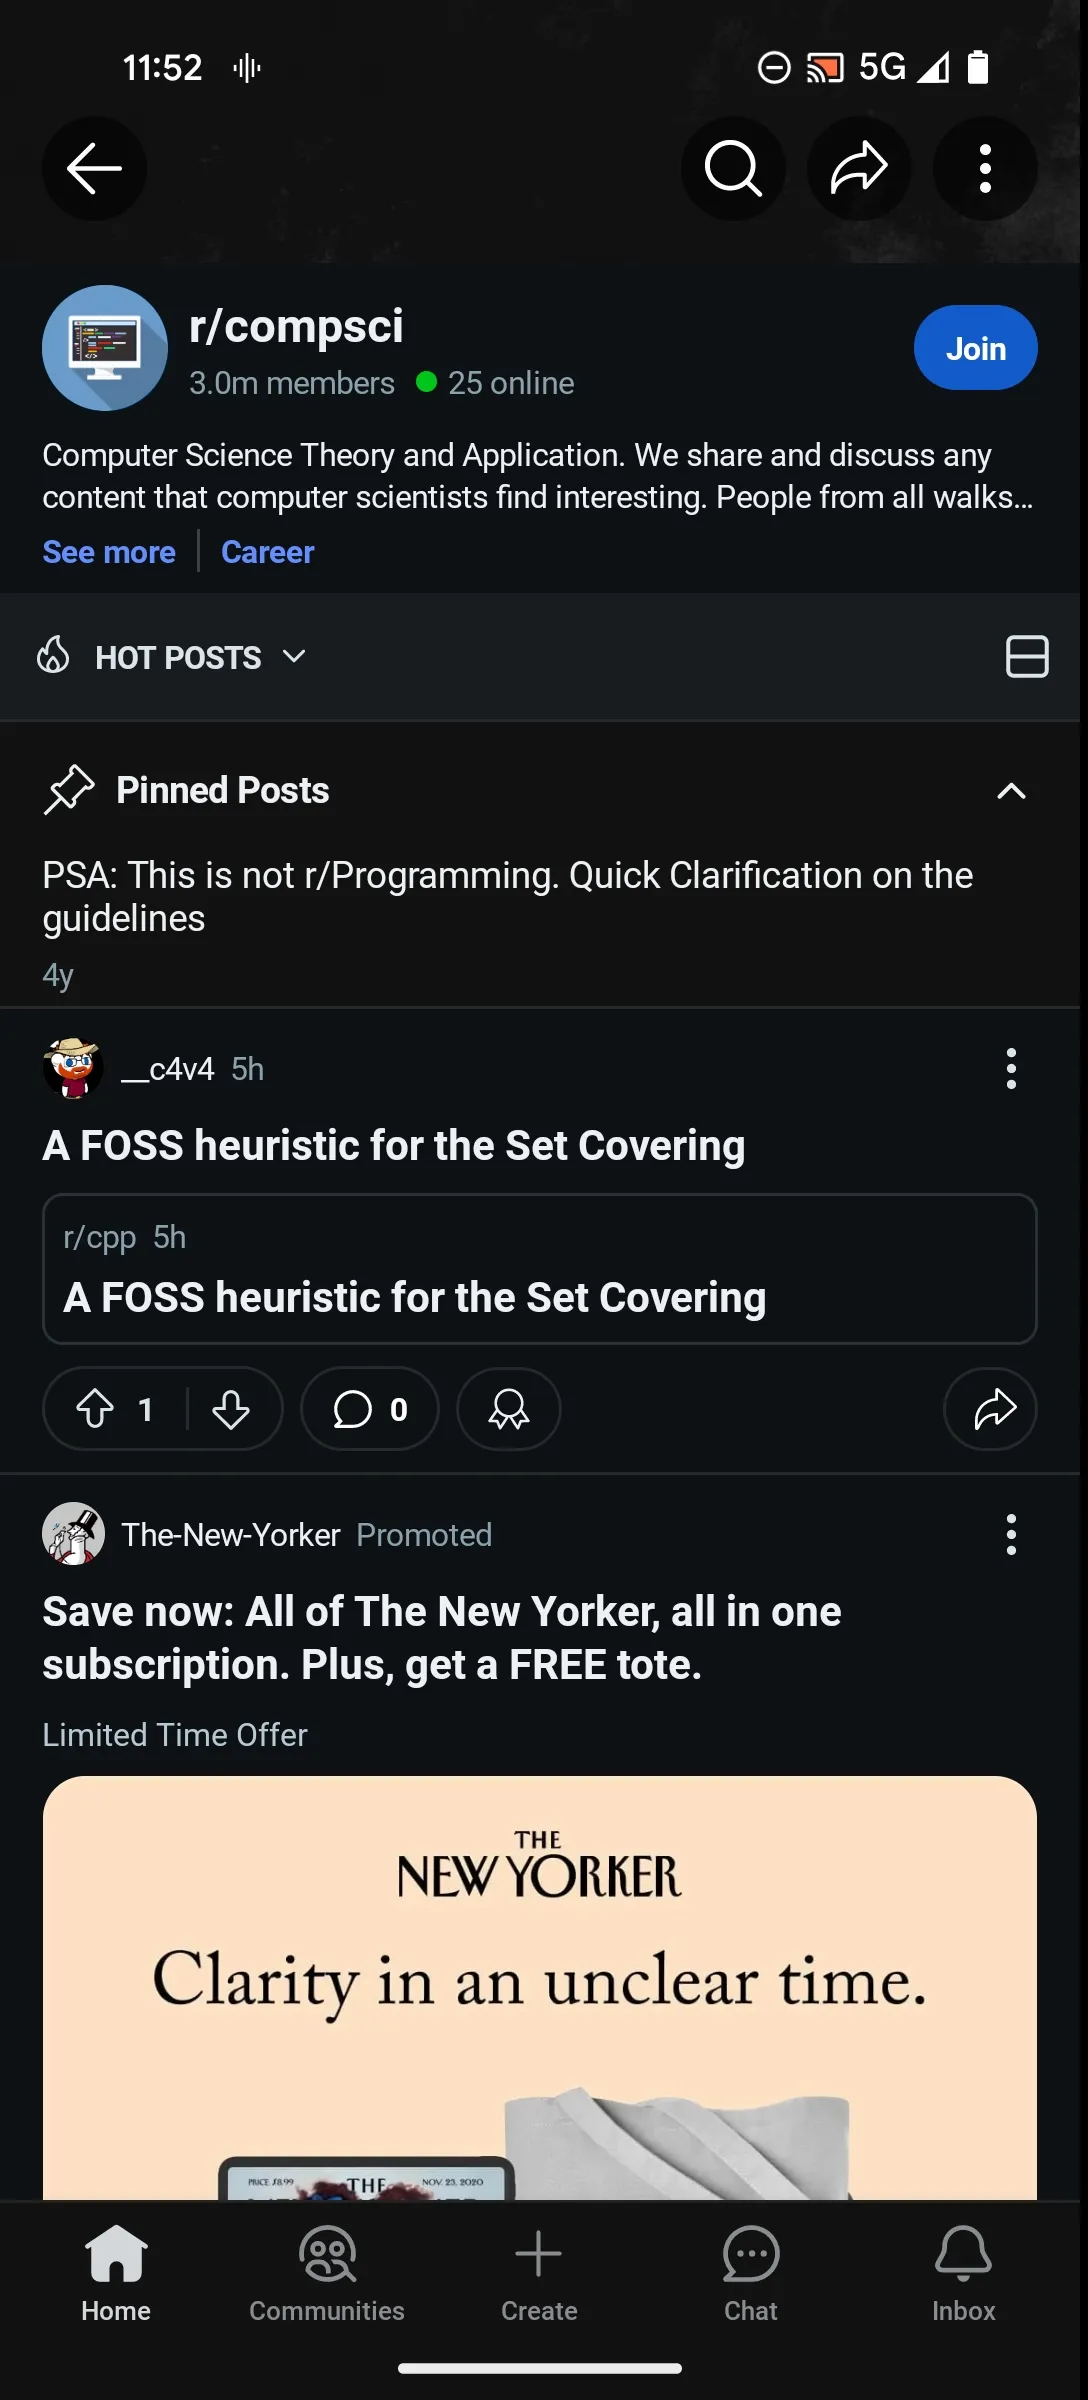 11:52
5G
r/compsci
3.0m members 25 online
Join
Computer Science Theory and Application. We share and discuss any
content that computer scientists find interesting. People from all walks...
See more
Career
HOT POSTS
Pinned Posts
PSA: This is not r/Programming. Quick Clarification on the
guidelines
4y
__c4v4 5h
A FOSS heuristic for the Set Covering
r/cpp 5h
A FOSS heuristic for the Set Covering
1
0
The-New-Yorker Promoted
Save now: All of The New Yorker, all in one
subscription. Plus, get a FREE tote.
Limited Time Offer
THE
NEW YORKER
Clarity in an unclear time.
PRICE $8.99 THE NOV. 23, 2020
Home
Communities
Create
Chat
Inbox